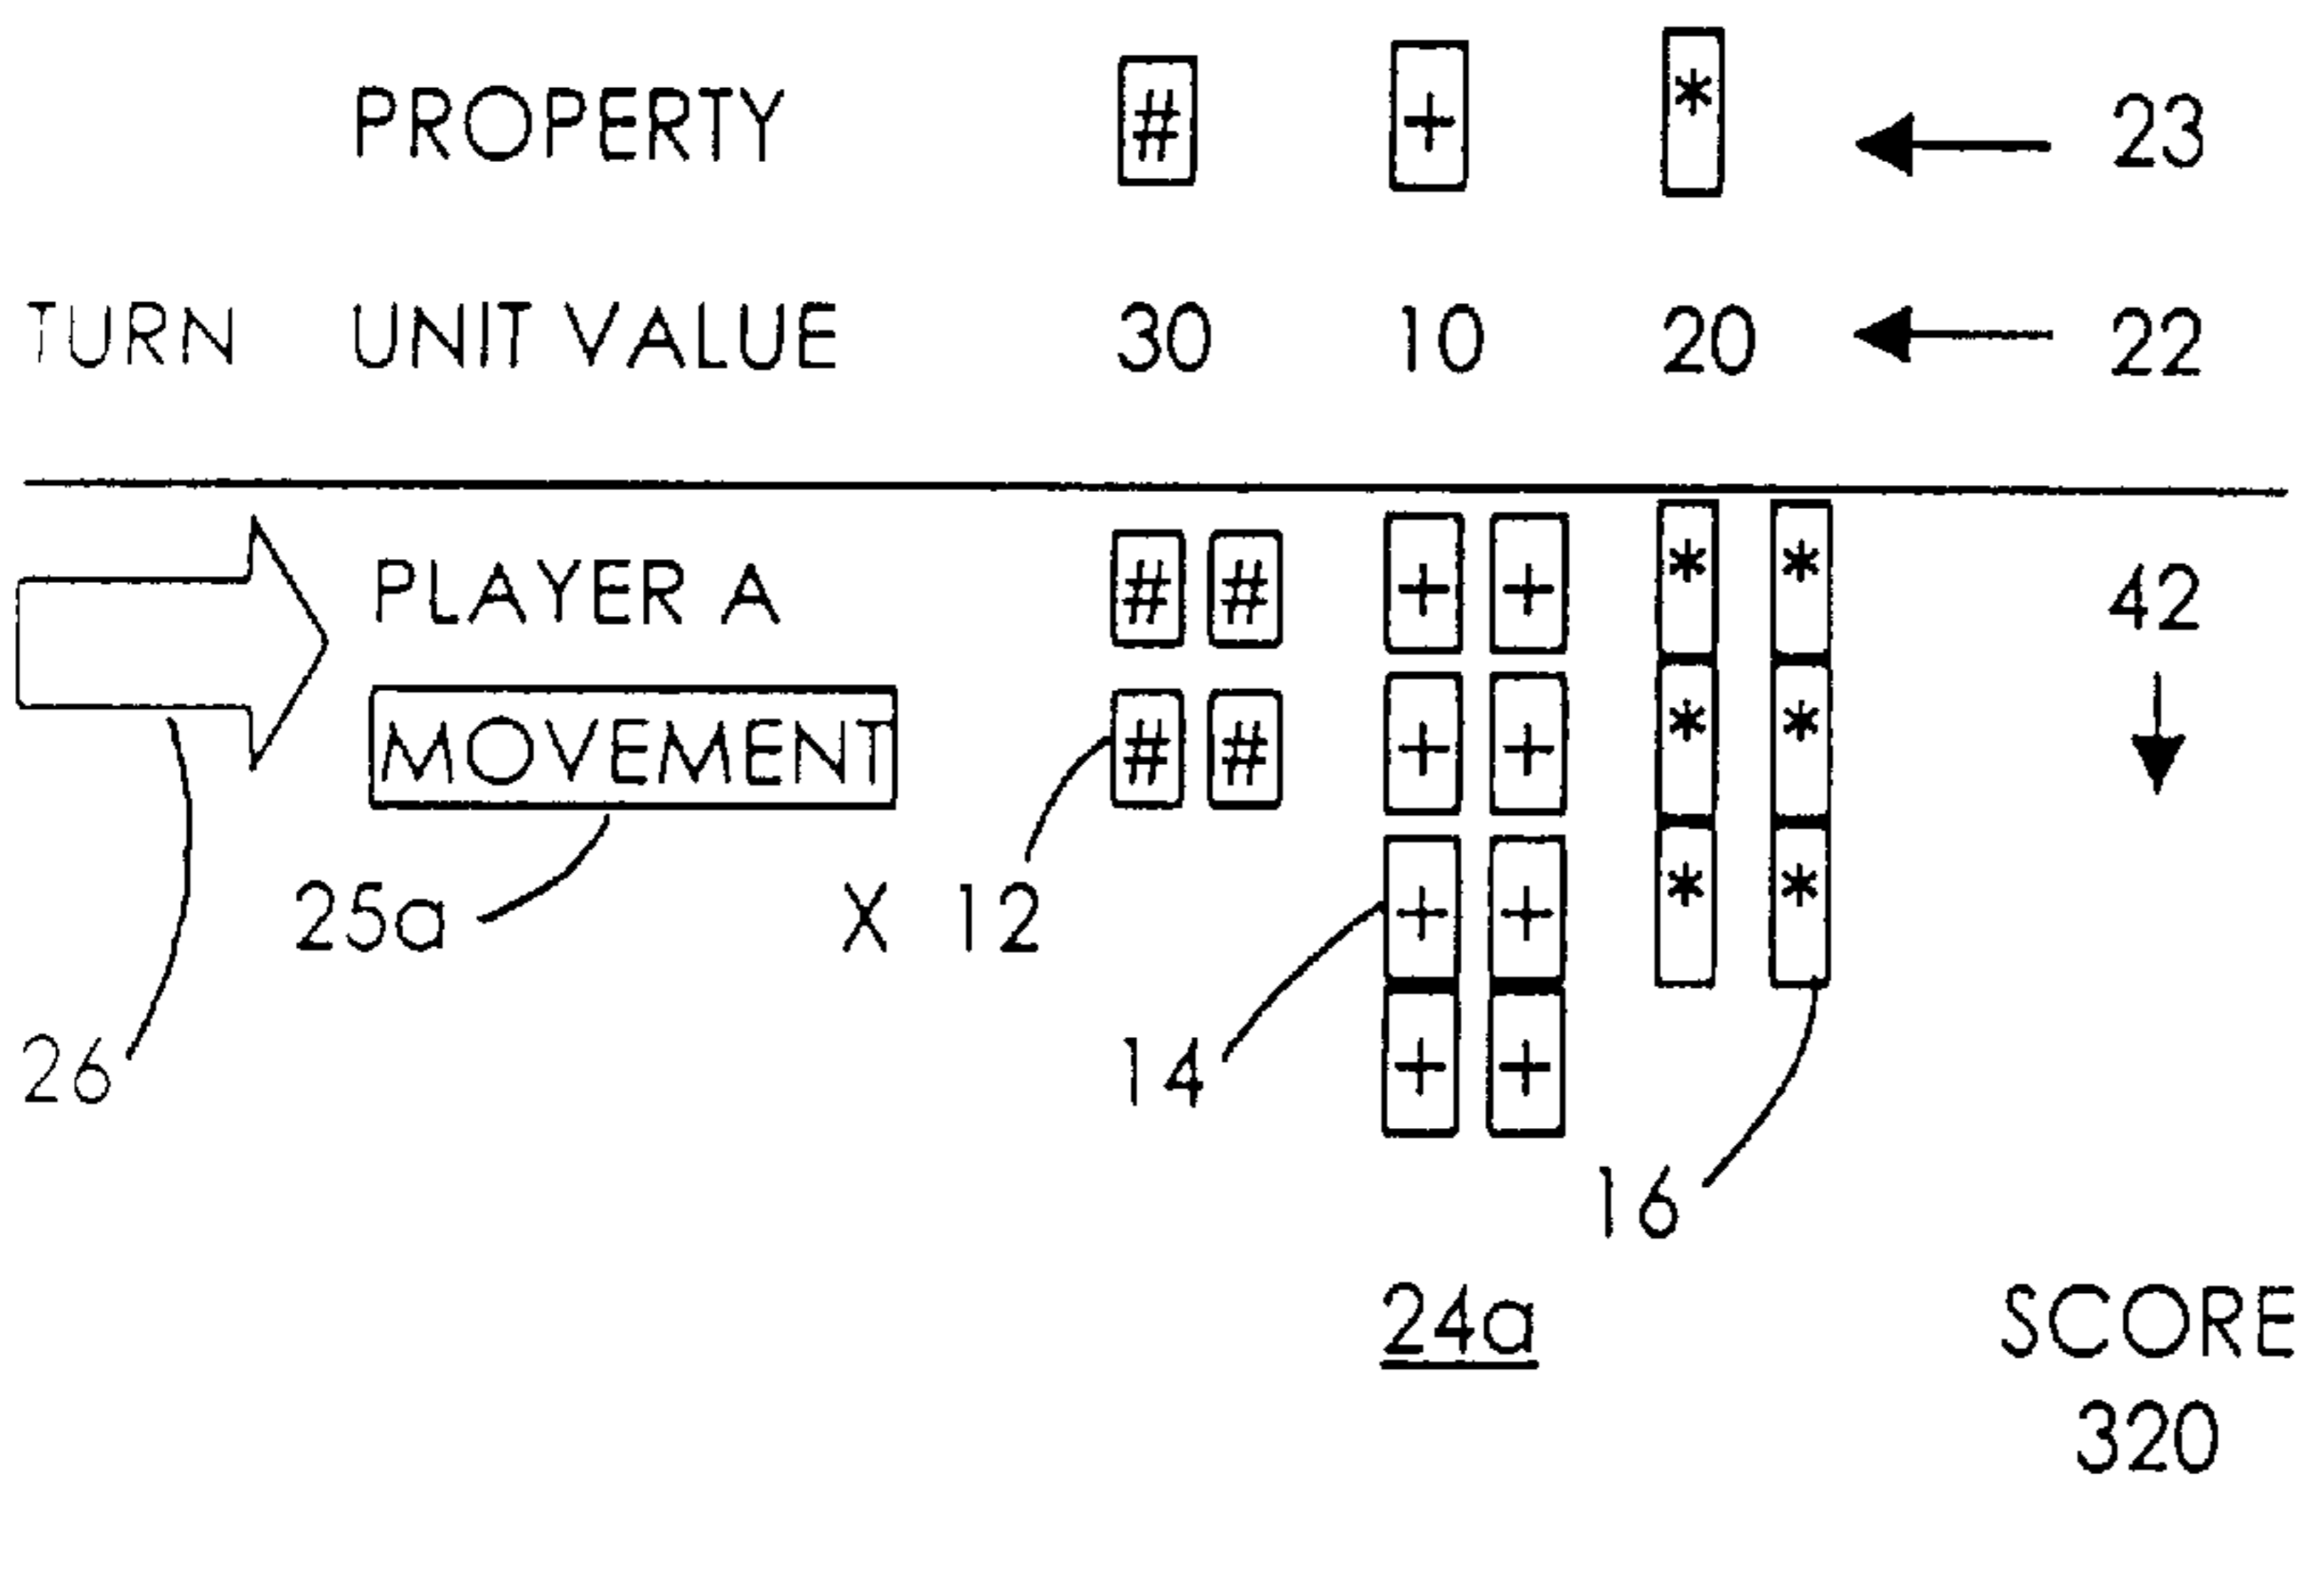 PROPERTY # + * 23
TURN UNIT VALUE 30 10 20 22
PLAYER A # # + + * * 42
MOVEMENT # # + + * *
25a X 12 + + * *
26 14 + +
16
24a SCORE
320